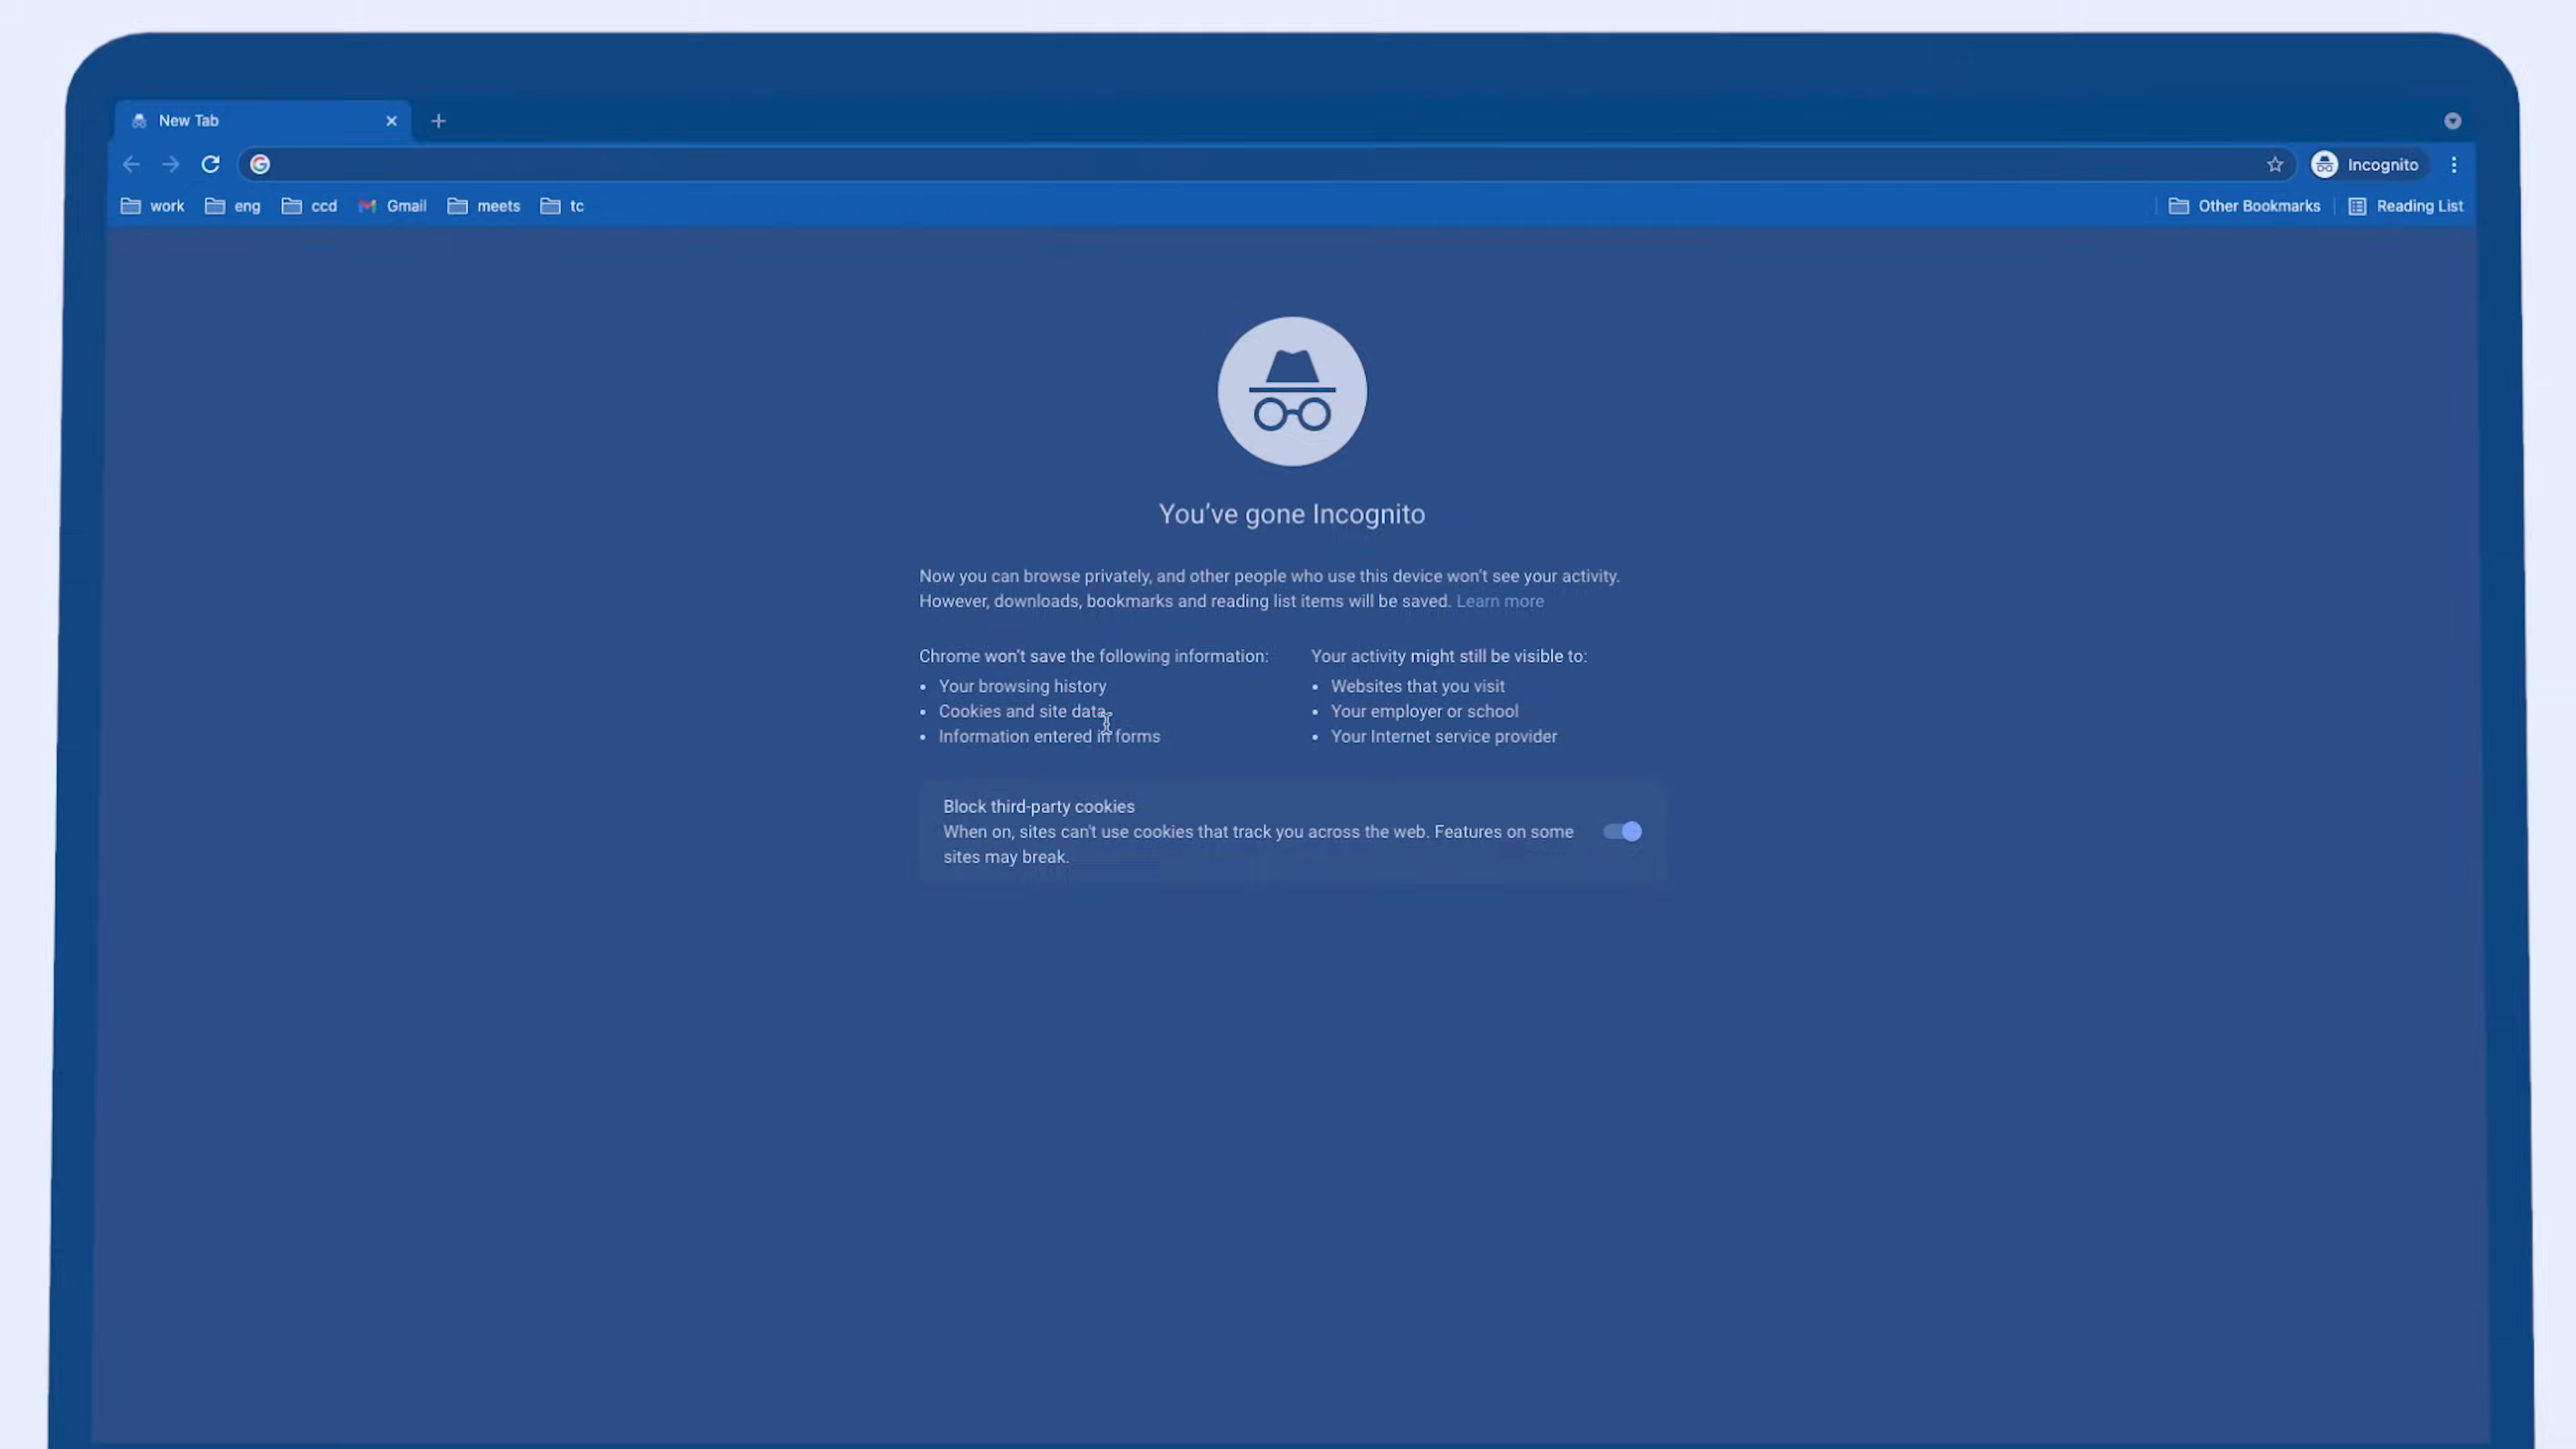 New Tab
Incognito
work eng ccd Gmail meets tc Other Bookmarks Reading List
You’ve gone Incognito
Now you can browse privately, and other people who use this device won’t see your activity.
However, downloads, bookmarks and reading list items will be saved. Learn more
Chrome won’t save the following information:
Your browsing history
Cookies and site data
Information entered in forms
Your activity might still be visible to:
Websites that you visit
Your employer or school
Your Internet service provider
Block third-party cookies
When on, sites can't use cookies that track you across the web. Features on some
sites may break.